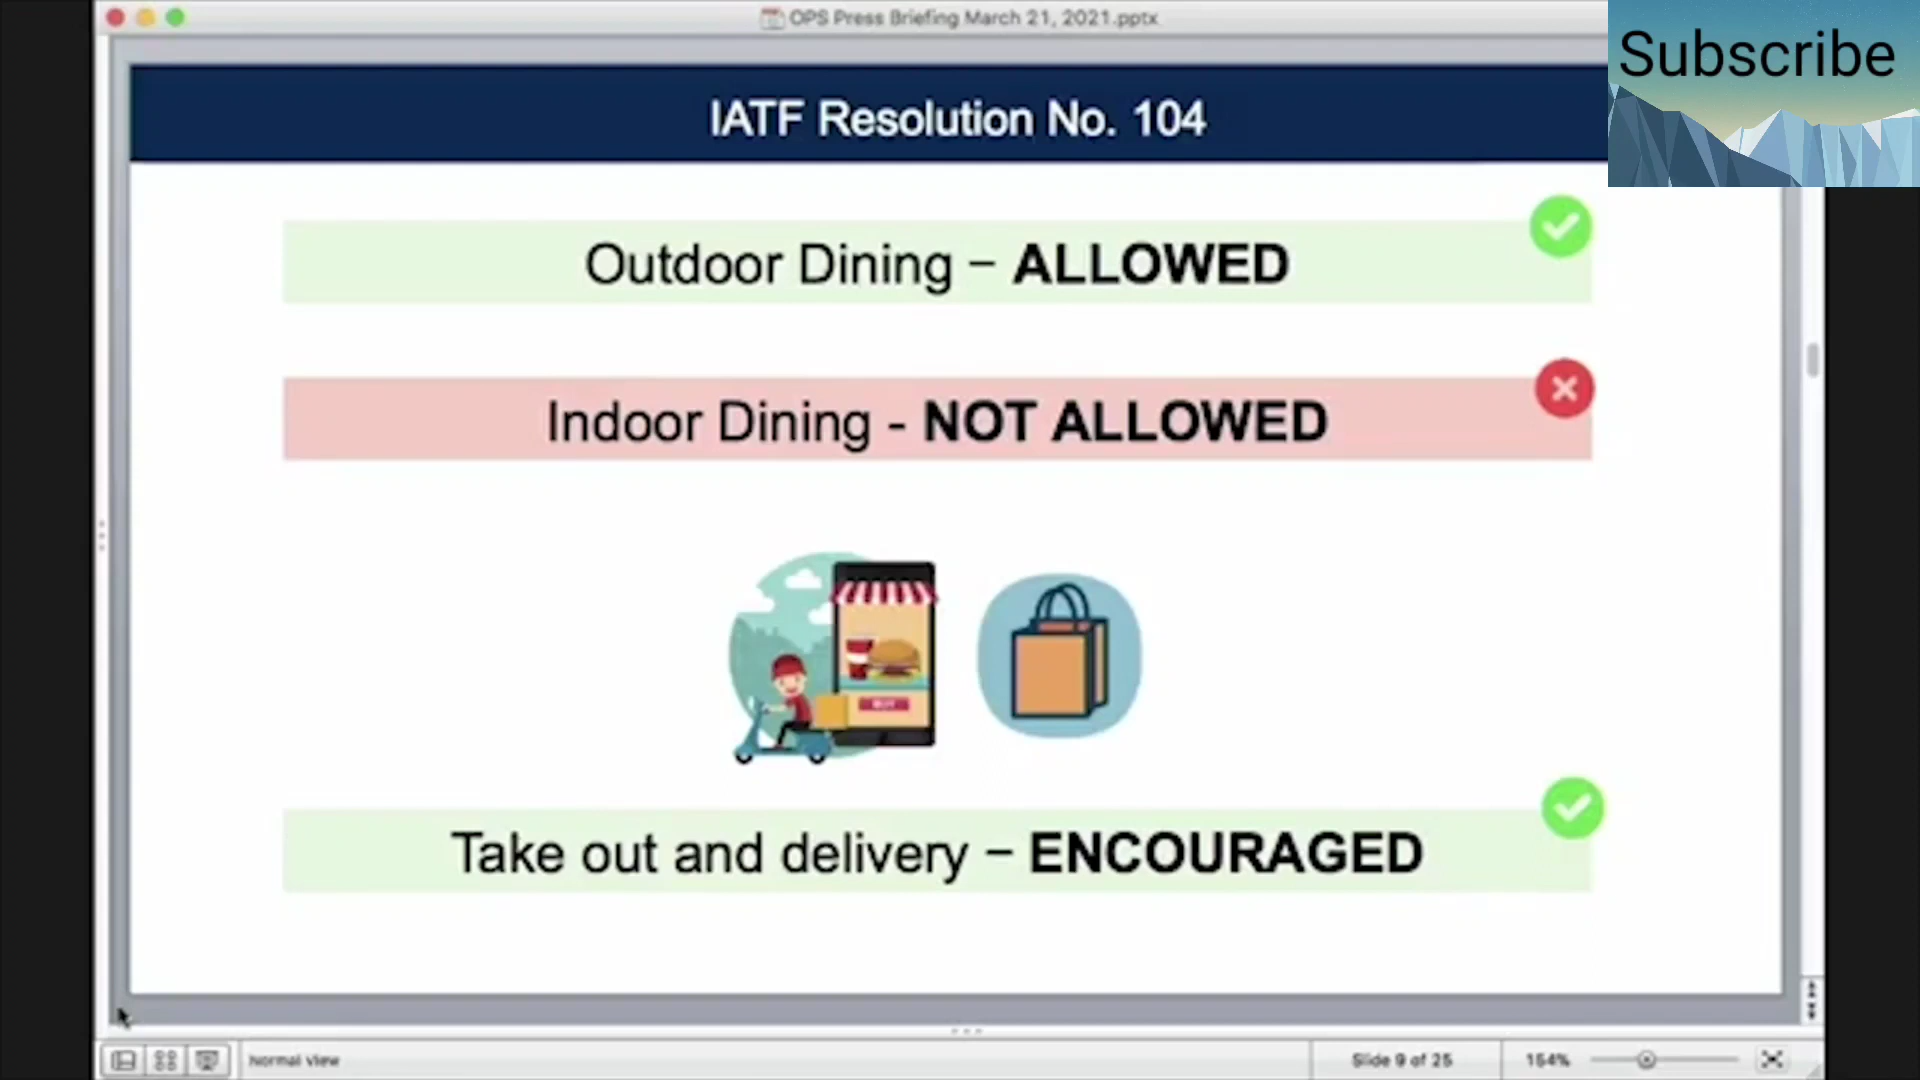 OPS Press Briefing March 21, 2021.pptx
Subscribe
IATF Resolution No. 104
Outdoor Dining – ALLOWED
Indoor Dining - NOT ALLOWED
BUY
Take out and delivery – ENCOURAGED
Normal View
Slide 9 of 25
154%